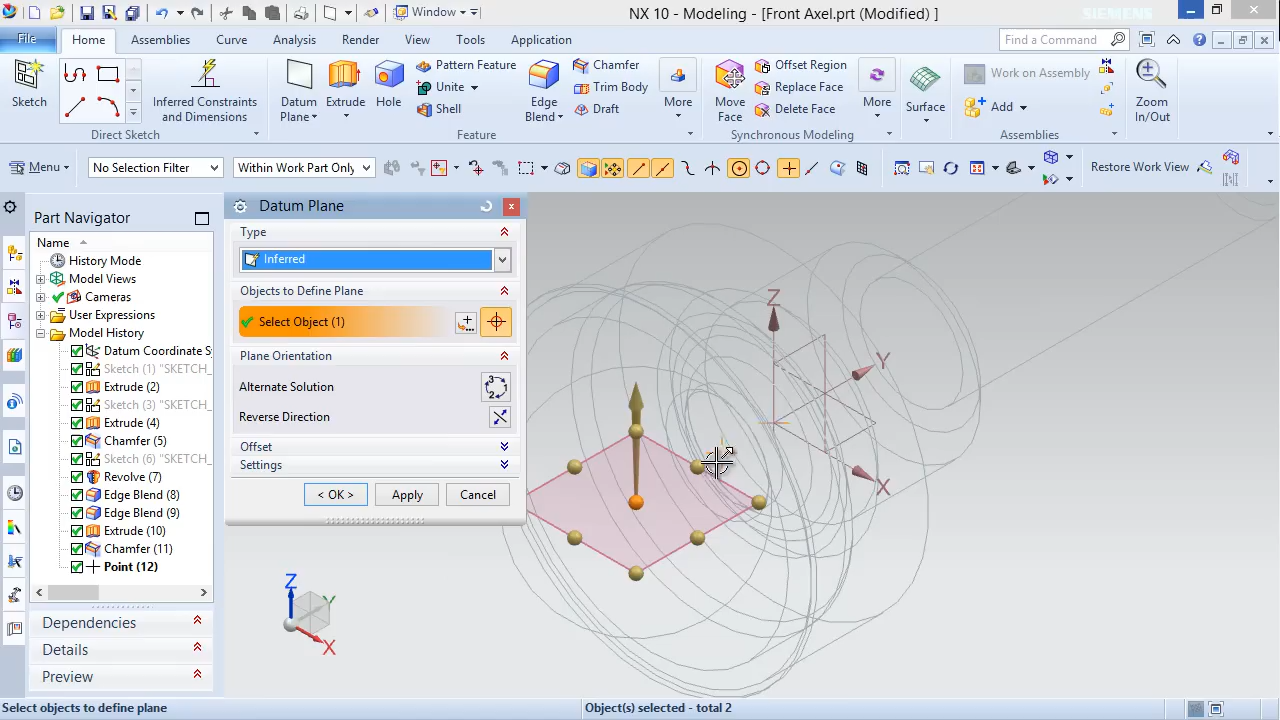 Window
NX 10 - Modeling - [Front Axel.prt (Modified) ]
SIEMENS
File
Home
Assemblies
Curve
Analysis
Render
View
Tools
Application
Find a Command
Sketch
Inferred Constraints
and Dimensions
Direct Sketch
Datum
Plane
Extrude
Hole
Pattern Feature
Unite
Shell
Edge
Blend
Chamfer
Trim Body
Draft
More
Feature
Move
Face
Offset Region
Replace Face
Delete Face
More
Synchronous Modeling
Surface
Work on Assembly
Add
Assemblies
Zoom
In/Out
Menu
No Selection Filter
Within Work Part Only
Restore Work View
Part Navigator
Name
History Mode
Model Views
Cameras
User Expressions
Model History
Datum Coordinate Sy
Sketch (1) "SKETCH_
Extrude (2)
Sketch (3) "SKETCH_
Extrude (4)
Chamfer (5)
Sketch (6) "SKETCH_
Revolve (7)
Edge Blend (8)
Edge Blend (9)
Extrude (10)
Chamfer (11)
Point (12)
Dependencies
Details
Preview
Datum Plane
Type
Inferred
Objects to Define Plane
Select Object (1)
Plane Orientation
Alternate Solution
Reverse Direction
Offset
Settings
< OK >
Apply
Cancel
Z
Y
X
Z
Y
X
Select objects to define plane
Object(s) selected - total 2